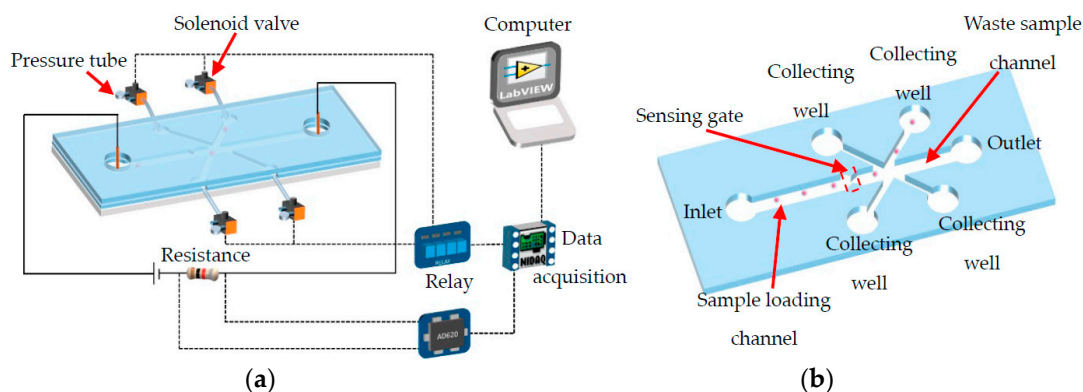 Solenoid valve
Pressure tube
Computer
LabVIEW
Resistance
RELAY
Relay
NIDAQ
Data
acquisition
AD620
(a)
Waste sample
channel
Collecting
well
Collecting
well
Sensing gate
Outlet
Inlet
Collecting
well
Collecting
well
Sample loading
channel
(b)